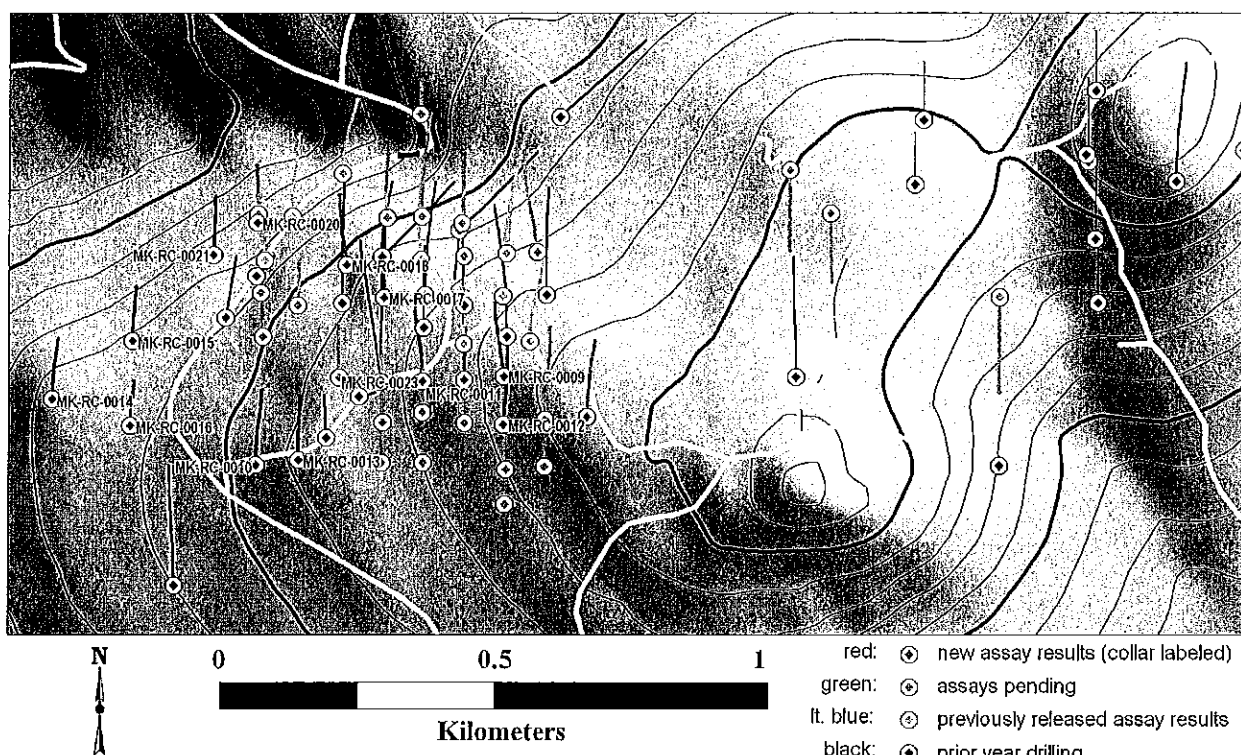 MK-RC-0020
MK-RC-0021
MK-RC-0018
MK-RC-0017
MK-RC-0015
MK-RC-0023
MK-RC-0009
MK-RC-0011
MK-RC-0014
MK-RC-0016
MK-RC-0012
MK-RC-0010
MK-RC-0013
N
0 0.5 1
Kilometers
red: new assay results (collar labeled)
green: assays pending
lt. blue: previously released assay results
black: prior year drilling